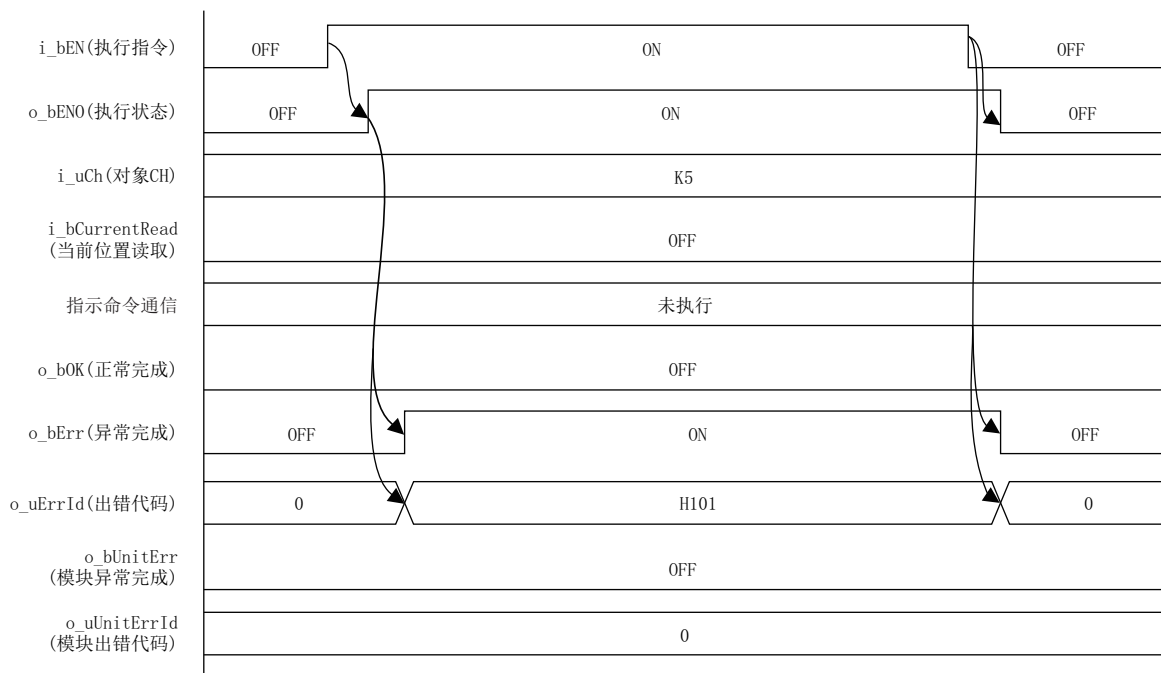 i_bEN(执行指令) OFF ON OFF
o_bENO(执行状态) OFF ON OFF
i_uCh(对象CH) K5
i_bCurrentRead
(当前位置读取) OFF
指示命令通信 未执行
o_bOK(正常完成) OFF
o_bErr(异常完成) OFF ON OFF
o_uErrId(出错代码) 0 H101 0
o_bUnitErr
(模块异常完成) OFF
o_uUnitErrId
(模块出错代码) 0